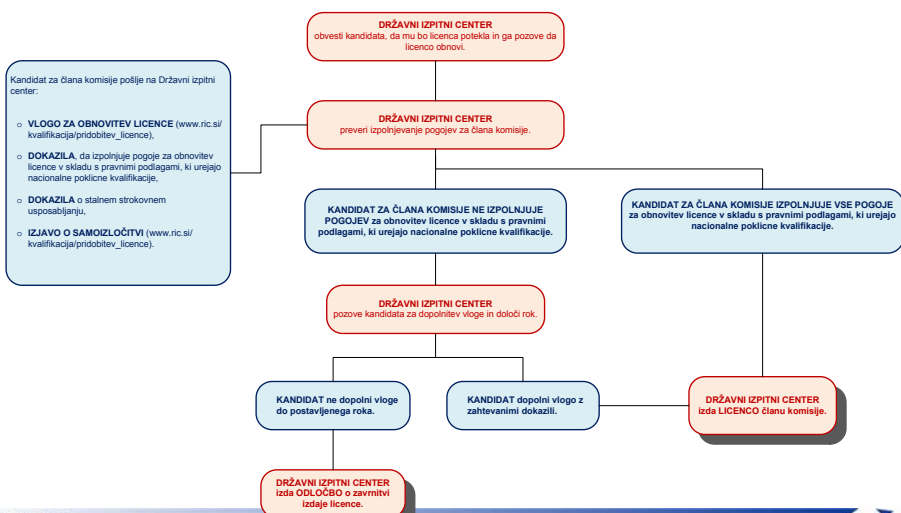 DRŽAVNI IZPITNI CENTER
obvesti kandidata, da mu bo licenca potekla in ga pozove da
licenco obnovi.
Kandidat za člana komisije pošlje na Državni izpitni
center:
o VLOGO ZA OBNOVITEV LICENCE (www.ric.si/
kvalifikacija/pridobitev_licence),
o DOKAZILA, da izpolnjuje pogoje za obnovitev
licence v skladu s pravnimi podlagami, ki urejajo
nacionalne poklicne kvalifikacije,
o DOKAZILA o stalnem strokovnem
usposabljanju,
o IZJAVO O SAMOIZLOČITVI (www.ric.si/
kvalifikacija/pridobitev_licence).
DRŽAVNI IZPITNI CENTER
preveri izpolnjevanje pogojev za člana komisije.
KANDIDAT ZA ČLANA KOMISIJE NE IZPOLNJUJE
POGOJEV za obnovitev licence v skladu s pravnimi
podlagami, ki urejajo nacionalne poklicne kvalifikacije.
KANDIDAT ZA ČLANA KOMISIJE IZPOLNJUJE VSE POGOJE
za obnovitev licence v skladu s pravnimi podlagami, ki urejajo
nacionalne poklicne kvalifikacije.
DRŽAVNI IZPITNI CENTER
pozove kandidata za dopolnitev vloge in določi rok.
KANDIDAT ne dopolni vloge
do postavljenega roka.
KANDIDAT dopolni vlogo z
zahtevanimi dokazili.
DRŽAVNI IZPITNI CENTER
izda LICENCO članu komisije.
DRŽAVNI IZPITNI CENTER
izda ODLOČBO o zavrnitvi
izdaje licence.